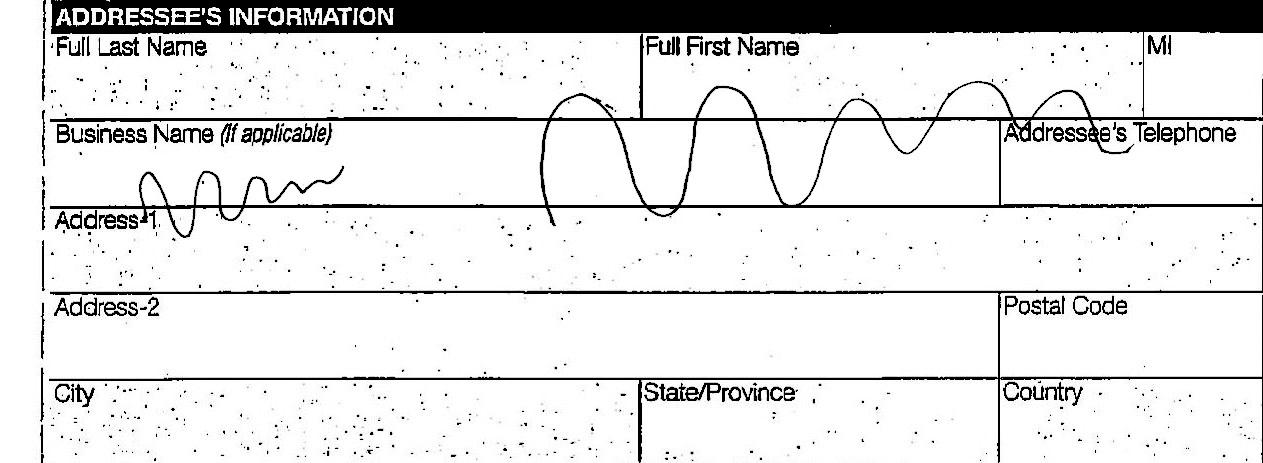 ADDRESSEE'S INFORMATION
Full Last Name Full First Name MI
Business Name (If applicable) Addressee's Telephone
Address-1
Address-2 Postal Code
City State/Province Country